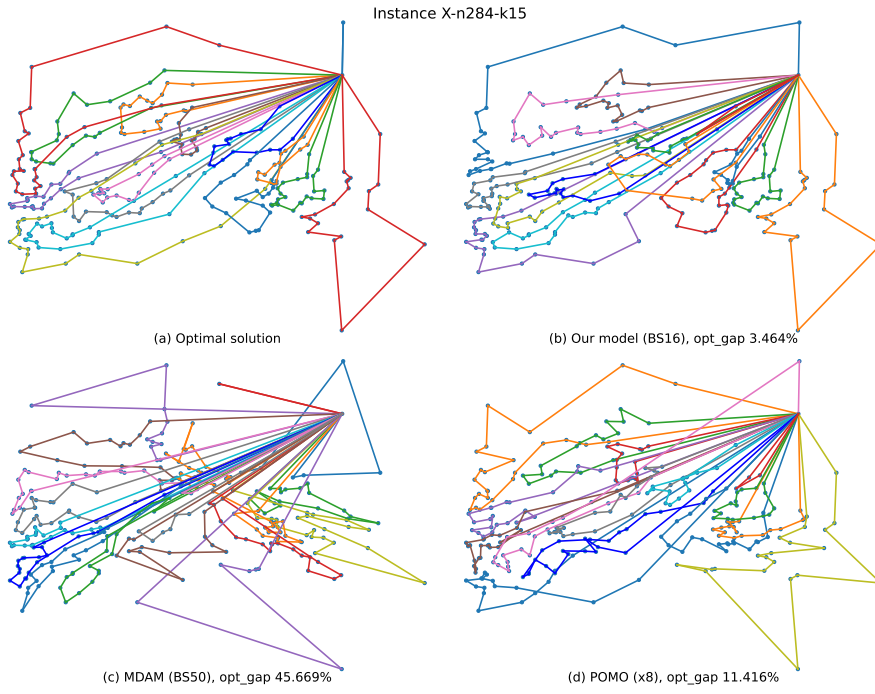 Instance X-n284-k15
(a) Optimal solution
(b) Our model (BS16), opt_gap 3.464%
(c) MDAM (BS50), opt_gap 45.669%
(d) POMO (x8), opt_gap 11.416%